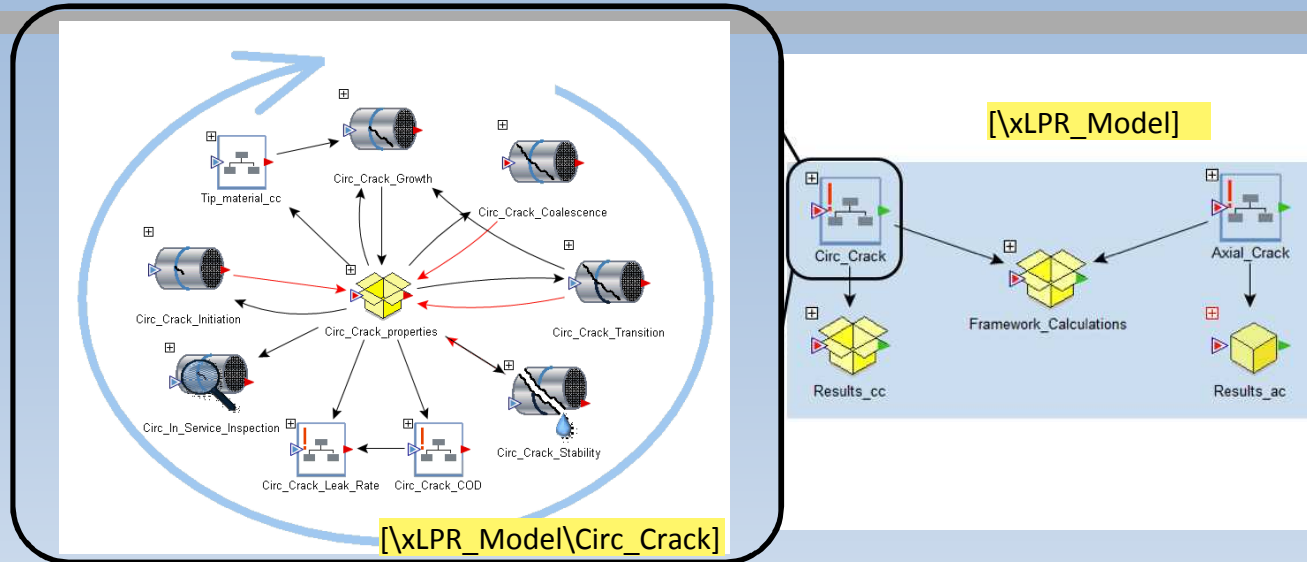 Circ_Crack_Growth
Tip_material_cc
Circ_Crack_Coalescence
Circ_Crack_Initiation
Circ_Crack_properties
Circ_Crack_Transition
Circ_In_Service_Inspection
Circ_Crack_Stability
Circ_Crack_Leak_Rate
Circ_Crack_COD
[\xLPR_Model\Circ_Crack]
[\xLPR_Model]
Circ_Crack
Axial_Crack
Framework_Calculations
Results_cc
Results_ac